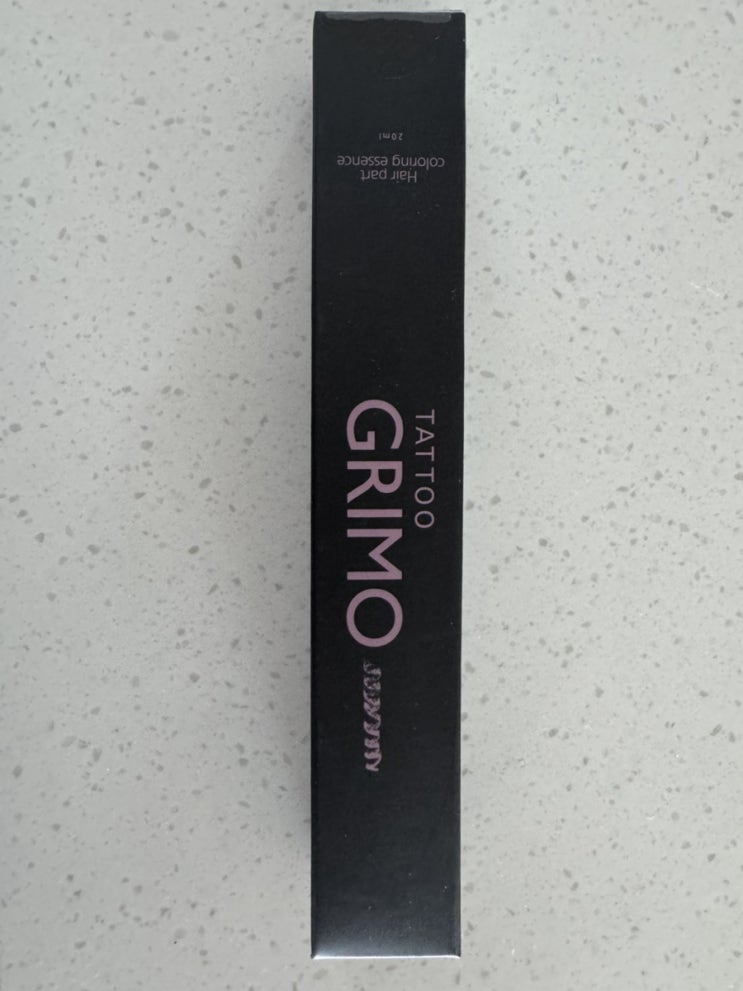 TATTOO
GRIMO
Hair part
coloring essence
20ml